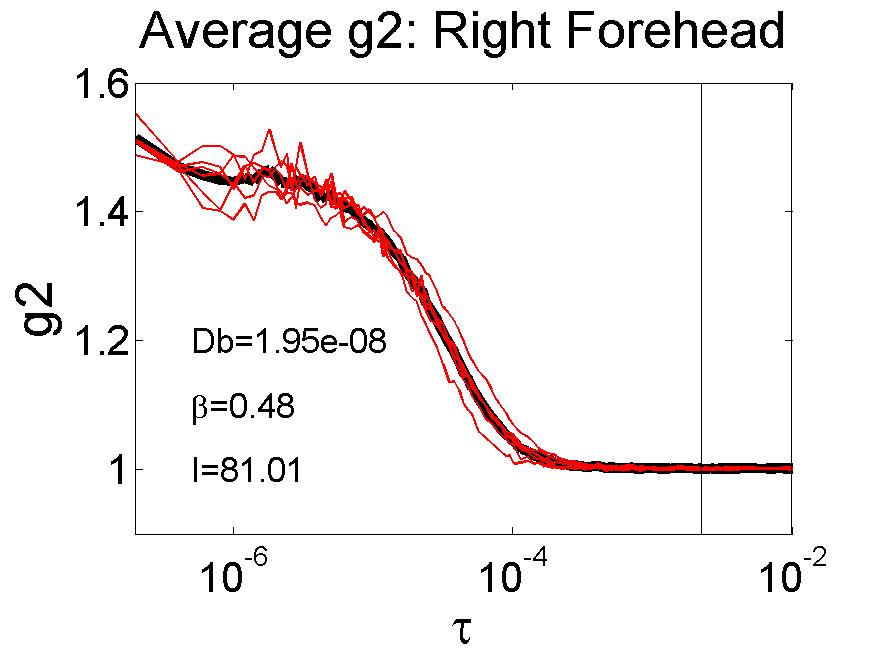 Average g2: Right Forehead
1.6
1.4
1.2
1
g2
Db=1.95e-08
β=0.48
I=81.01
10^-6
10^-4
10^-2
τ